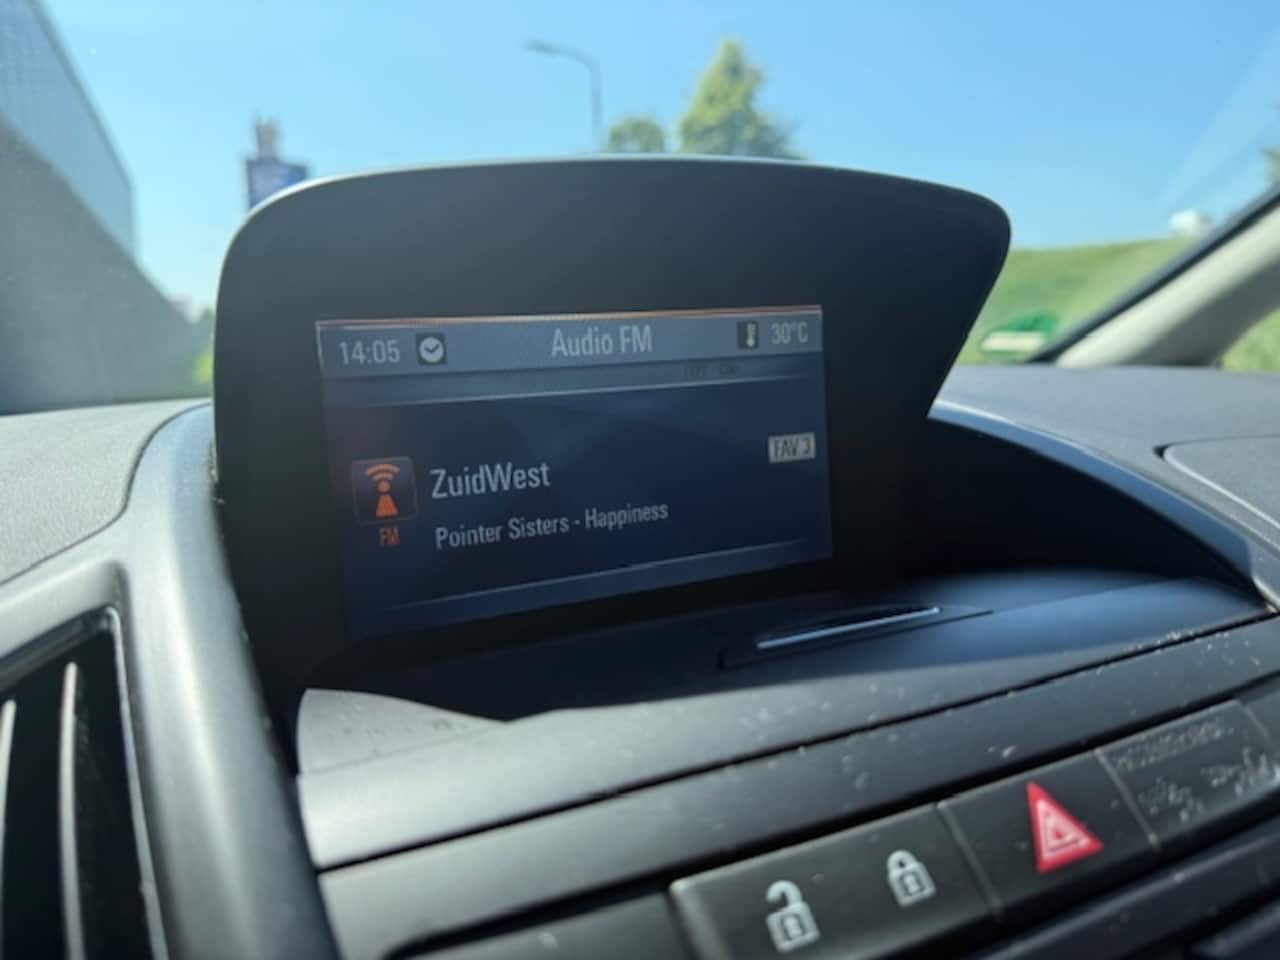 14:05 Audio FM 30°C
FAV 3
ZuidWest
FM Pointer Sisters - Happiness